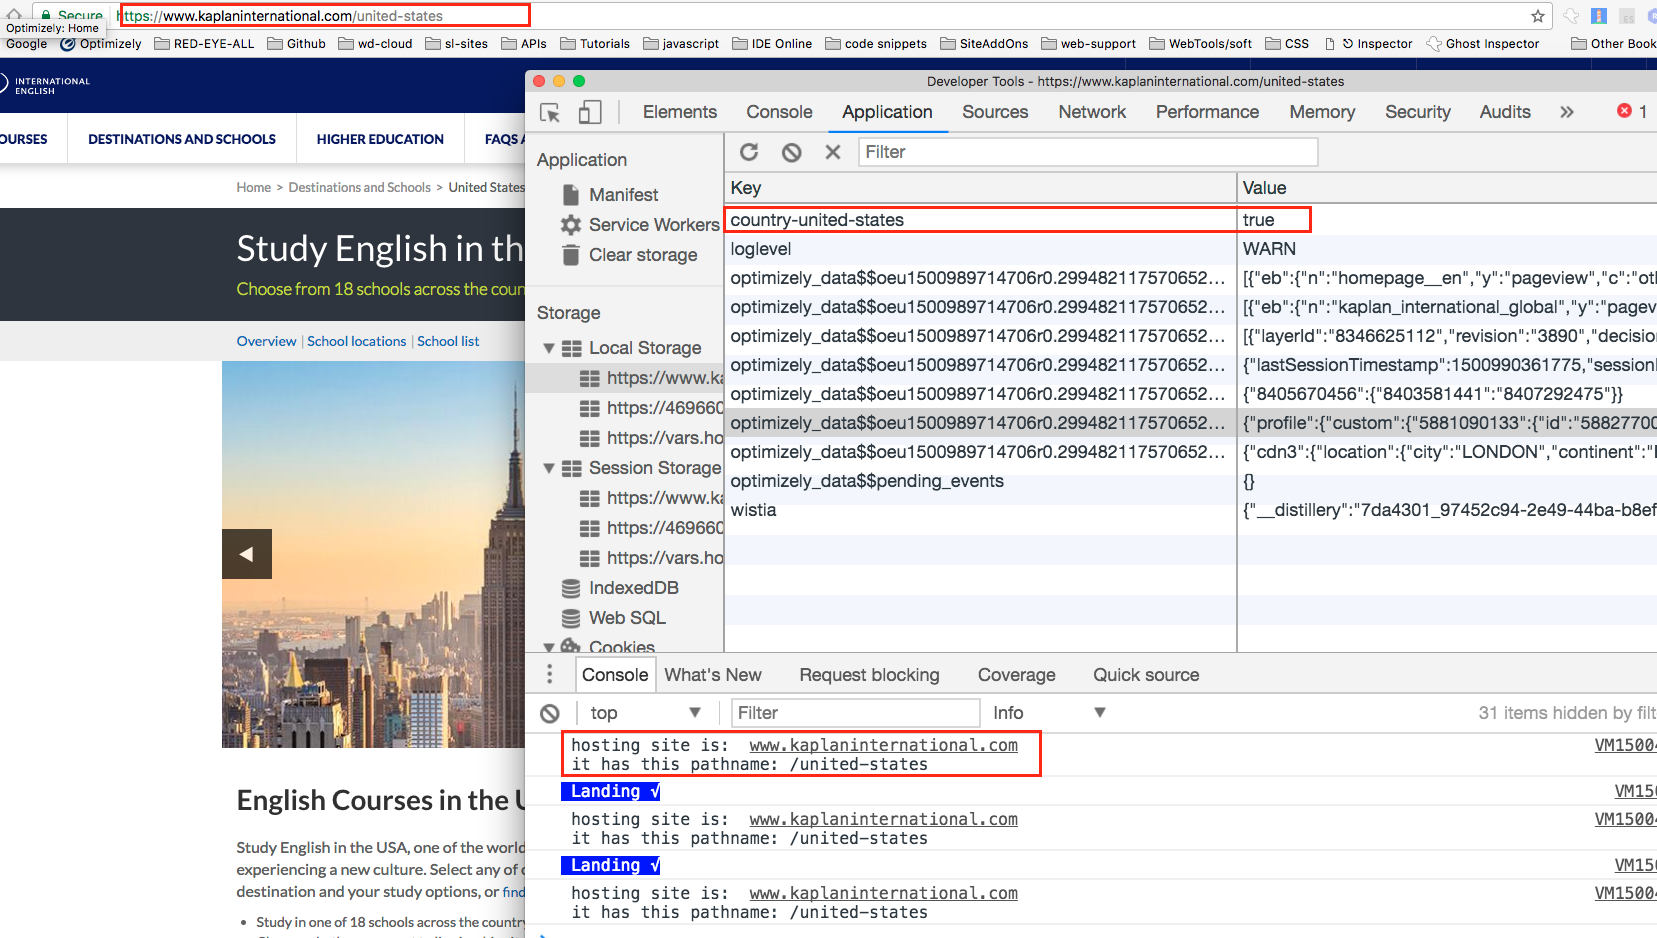 Secure https://www.kaplaninternational.com/united-states
Optimizely: Home
Google Optimizely RED-EYE-ALL Github wd-cloud sl-sites APIs Tutorials javascript IDE Online code snippets SiteAddOns web-support WebTools/soft CSS Inspector Ghost Inspector Other Book
INTERNATIONAL
ENGLISH
OURSES DESTINATIONS AND SCHOOLS HIGHER EDUCATION FAQS A
Home > Destinations and Schools > United States
Study English in th
Choose from 18 schools across the coun
Overview | School locations | School list
English Courses in the U
Study English in the USA, one of the world
experiencing a new culture. Select any of
destination and your study options, or find
• Study in one of 18 schools across the country
Developer Tools - https://www.kaplaninternational.com/united-states
Elements Console Application Sources Network Performance Memory Security Audits » 1
Application
Manifest
Service Workers
Clear storage
Storage
Local Storage
https://www.ka
https://469660
https://vars.ho
Session Storage
https://www.ka
https://469660
https://vars.ho
IndexedDB
Web SQL
Cookies
Filter
Key Value
country-united-states true
loglevel WARN
optimizely_data$$oeu1500989714706r0.299482117570652... [{"eb":{"n":"homepage__en","y":"pageview","c":"oth
optimizely_data$$oeu1500989714706r0.299482117570652... [{"eb":{"n":"kaplan_international_global","y":"pagev
optimizely_data$$oeu1500989714706r0.299482117570652... [{"layerId":"8346625112","revision":"3890","decision
optimizely_data$$oeu1500989714706r0.299482117570652... {"lastSessionTimestamp":1500990361775,"sessionI
optimizely_data$$oeu1500989714706r0.299482117570652... {"8405670456":{"8403581441":"8407292475"}}
optimizely_data$$oeu1500989714706r0.299482117570652... {"profile":{"custom":{"5881090133":{"id":"58827700
optimizely_data$$oeu1500989714706r0.299482117570652... {"cdn3":{"location":{"city":"LONDON","continent":"E
optimizely_data$$pending_events {}
wistia {"__distillery":"7da4301_97452c94-2e49-44ba-b8ef
Console What's New Request blocking Coverage Quick source
top Filter Info 31 items hidden by filt
hosting site is: www.kaplaninternational.com VM15004
it has this pathname: /united-states
Landing √ VM150
hosting site is: www.kaplaninternational.com VM15004
it has this pathname: /united-states
Landing √ VM150
hosting site is: www.kaplaninternational.com VM15004
it has this pathname: /united-states